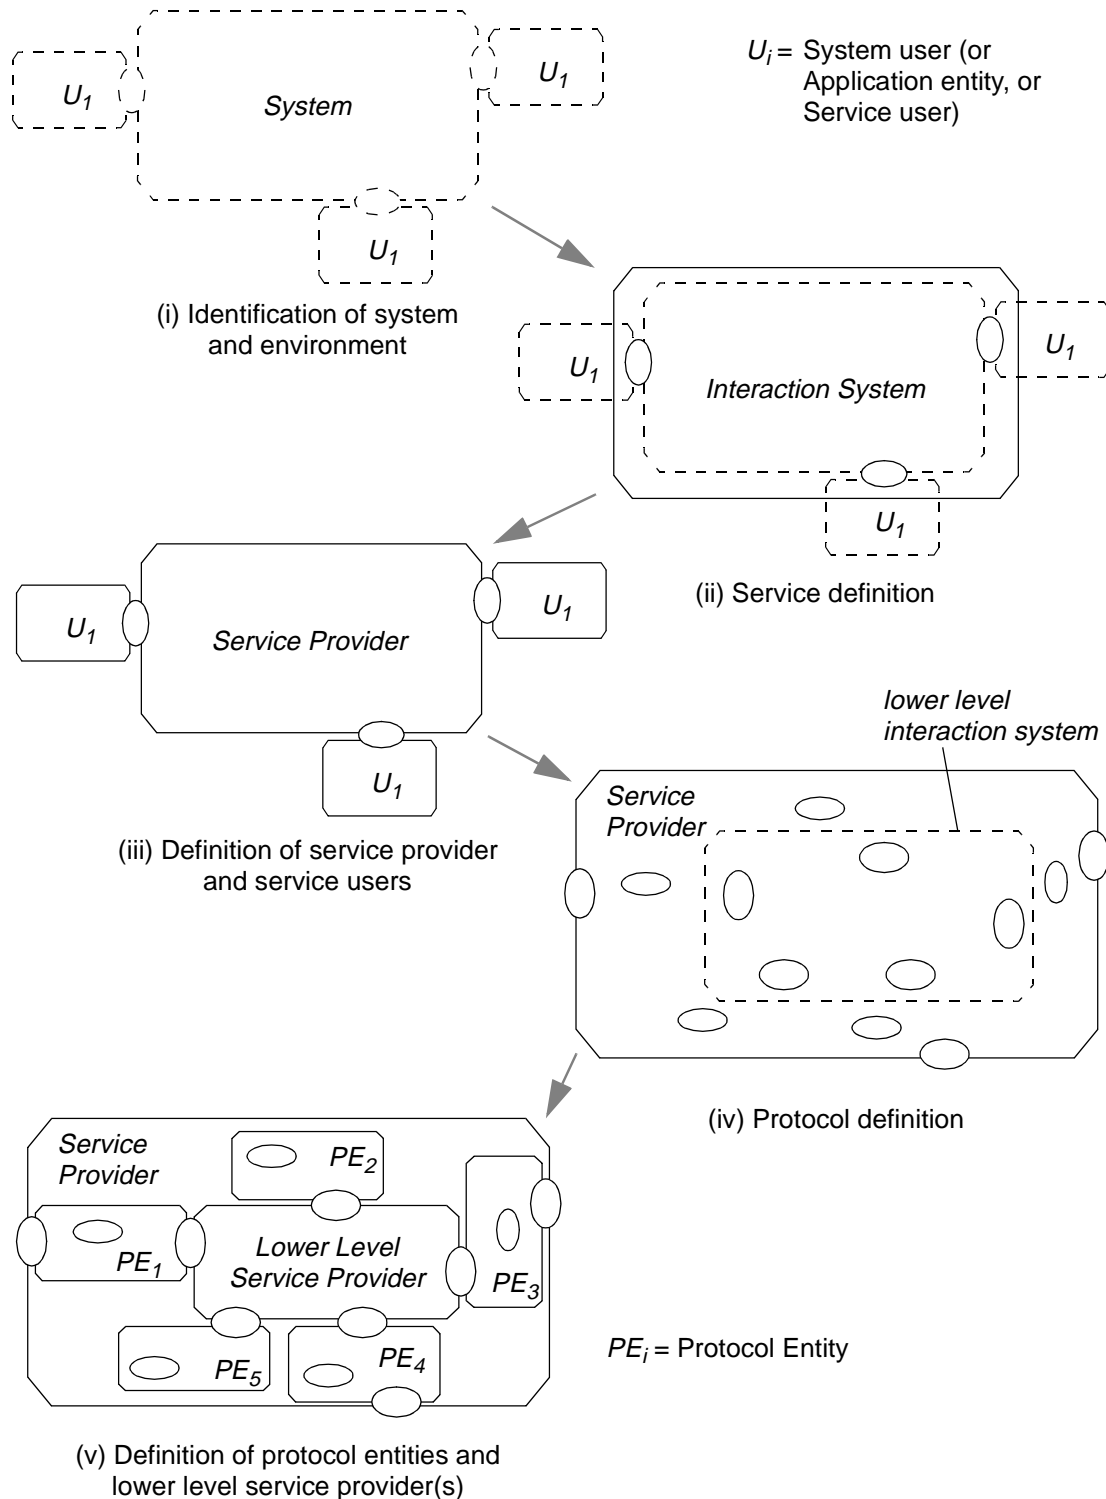 U1
System
U1
Ui = System user (or
Application entity, or
Service user)
U1
(i) Identification of system
and environment
U1
U1
Interaction System
U1
(ii) Service definition
U1
Service Provider
U1
U1
(iii) Definition of service provider
and service users
lower level
interaction system
Service
Provider
(iv) Protocol definition
Service
Provider
PE2
PE1
Lower Level
Service Provider
PE3
PE5
PE4
PEi = Protocol Entity
(v) Definition of protocol entities and
lower level service provider(s)